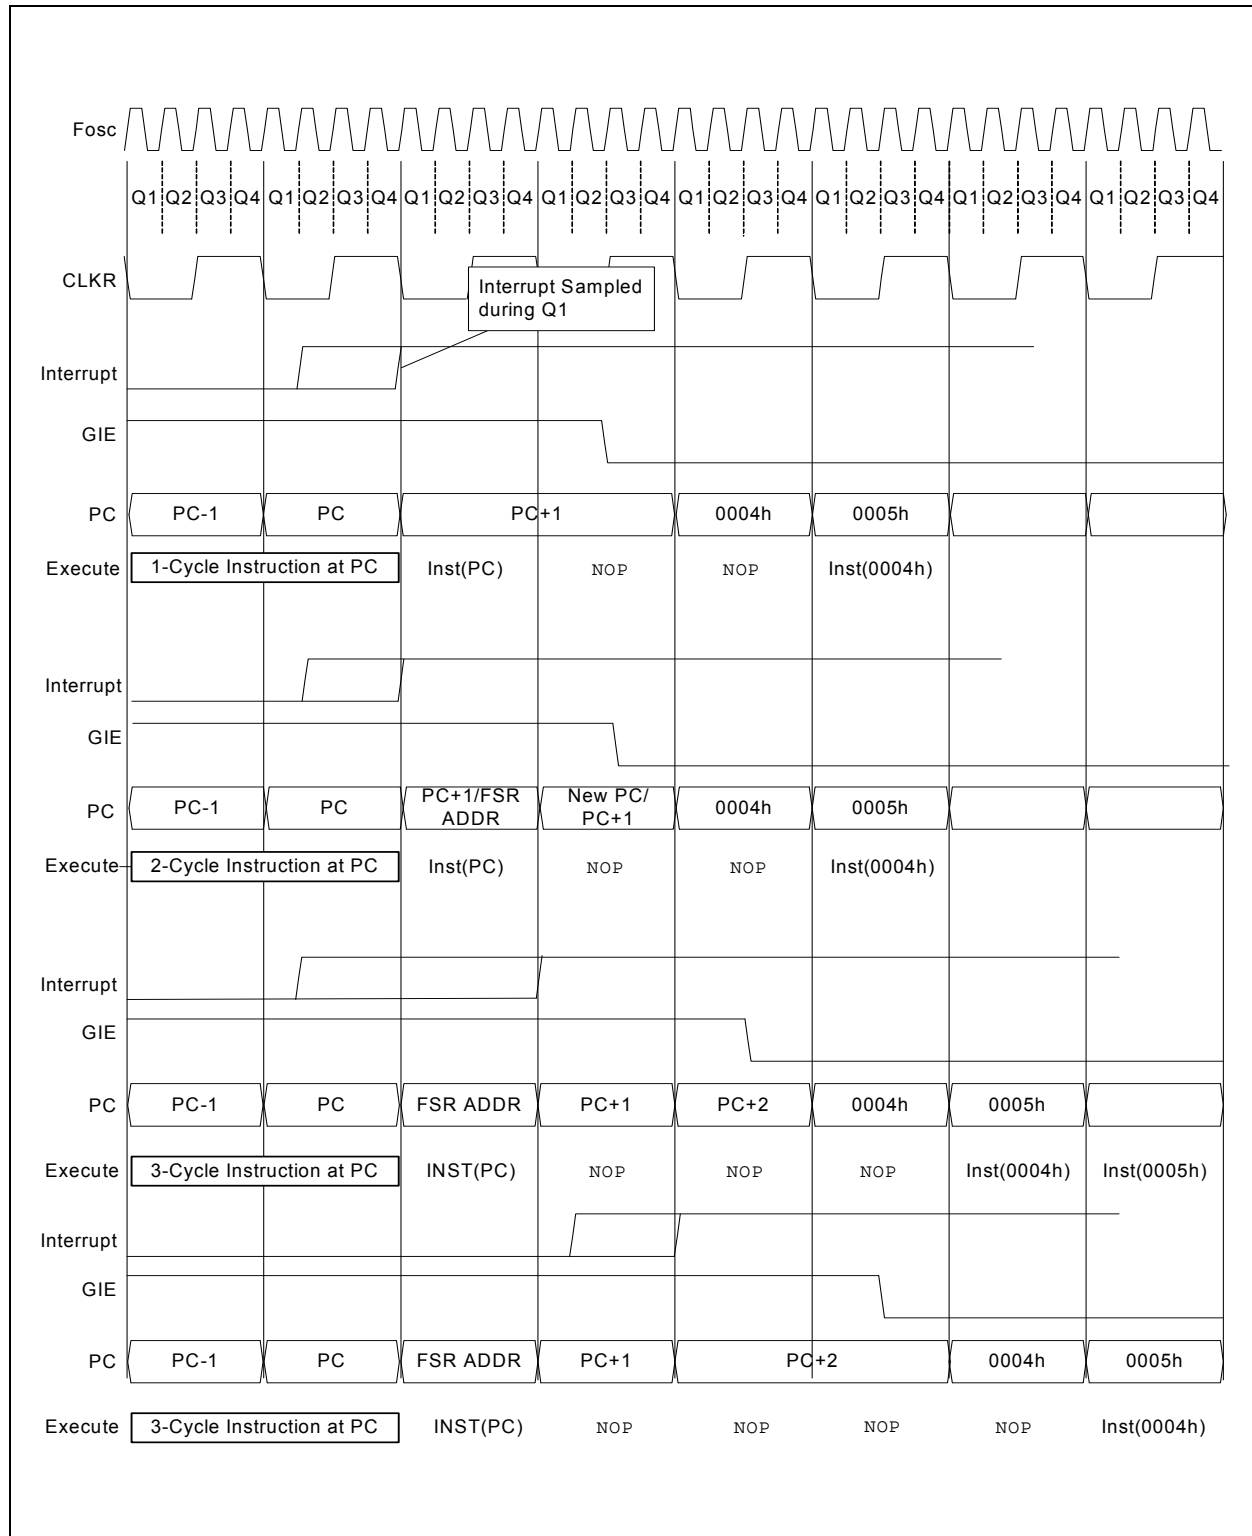 Fosc
Q1 Q2 Q3 Q4 Q1 Q2 Q3 Q4 Q1 Q2 Q3 Q4 Q1 Q2 Q3 Q4 Q1 Q2 Q3 Q4 Q1 Q2 Q3 Q4 Q1 Q2 Q3 Q4 Q1 Q2 Q3 Q4
CLKR
Interrupt Sampled
during Q1
Interrupt
GIE
PC PC-1 PC PC+1 0004h 0005h
Execute 1-Cycle Instruction at PC Inst(PC) NOP NOP Inst(0004h)
Interrupt
GIE
PC PC-1 PC PC+1/FSR ADDR New PC/ PC+1 0004h 0005h
Execute 2-Cycle Instruction at PC Inst(PC) NOP NOP Inst(0004h)
Interrupt
GIE
PC PC-1 PC FSR ADDR PC+1 PC+2 0004h 0005h
Execute 3-Cycle Instruction at PC INST(PC) NOP NOP NOP Inst(0004h) Inst(0005h)
Interrupt
GIE
PC PC-1 PC FSR ADDR PC+1 PC+2 0004h 0005h
Execute 3-Cycle Instruction at PC INST(PC) NOP NOP NOP NOP Inst(0004h)